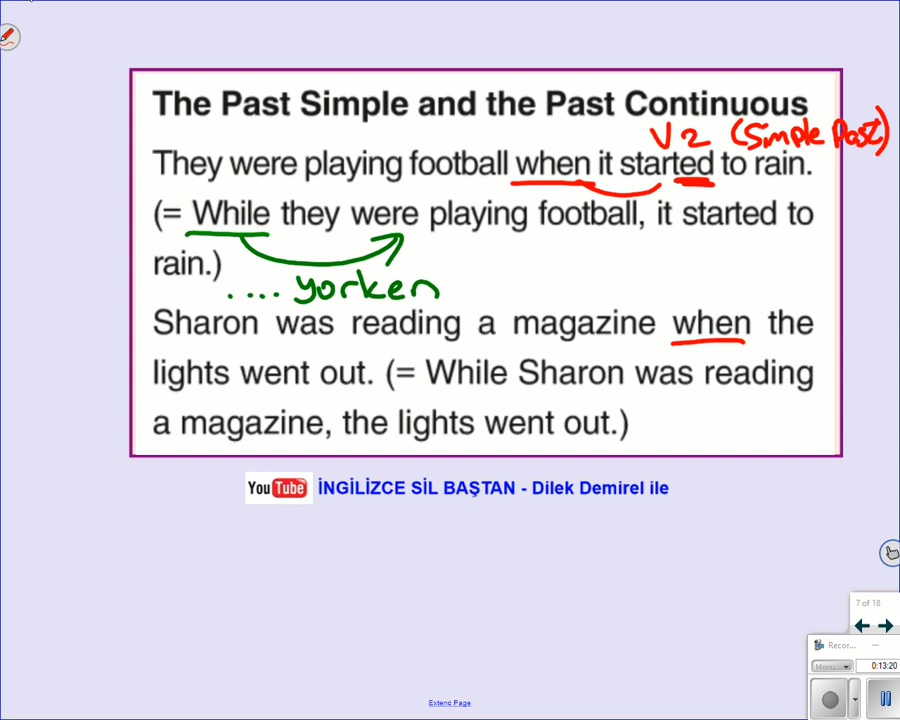 The Past Simple and the Past Continuous
V2 (Simple Past)
They were playing football when it started to rain.
(= While they were playing football, it started to
rain.)
.... yorken
Sharon was reading a magazine when the
lights went out. (= While Sharon was reading
a magazine, the lights went out.)
YouTube İNGİLİZCE SİL BAŞTAN - Dilek Demirel ile
7 of 18
Recor...
Menu
0:13:20
Extend Page